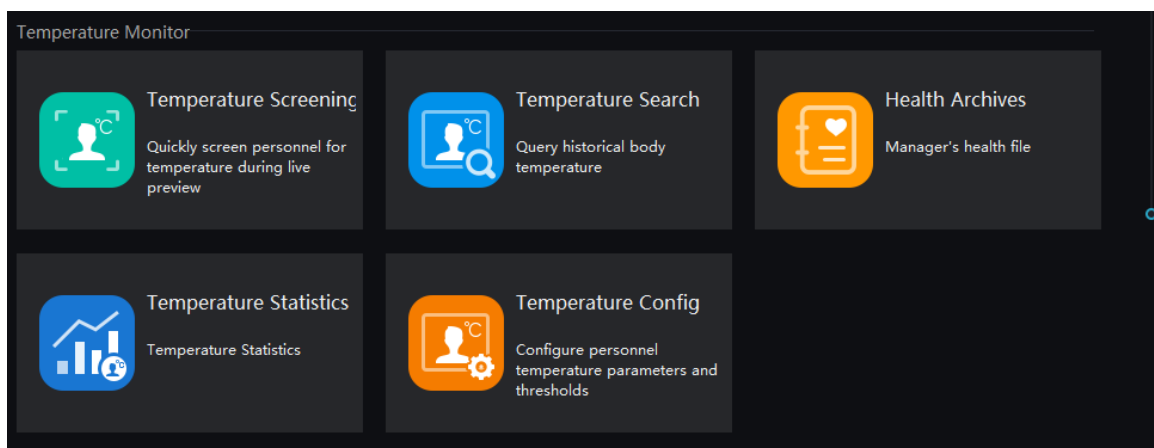 Temperature Monitor
Temperature Screening
Quickly screen personnel for
temperature during live
preview
℃
Temperature Search
Query historical body
temperature
℃
Health Archives
Manager's health file
Temperature Statistics
Temperature Statistics
℃
Temperature Config
Configure personnel
temperature parameters and
thresholds
℃